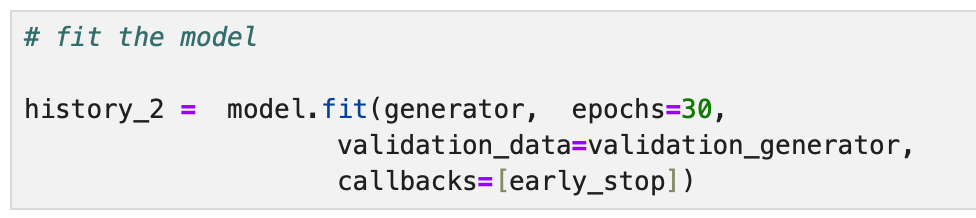 # fit the model
history_2 =  model.fit(generator,  epochs=30,
validation_data=validation_generator,
callbacks=[early_stop])